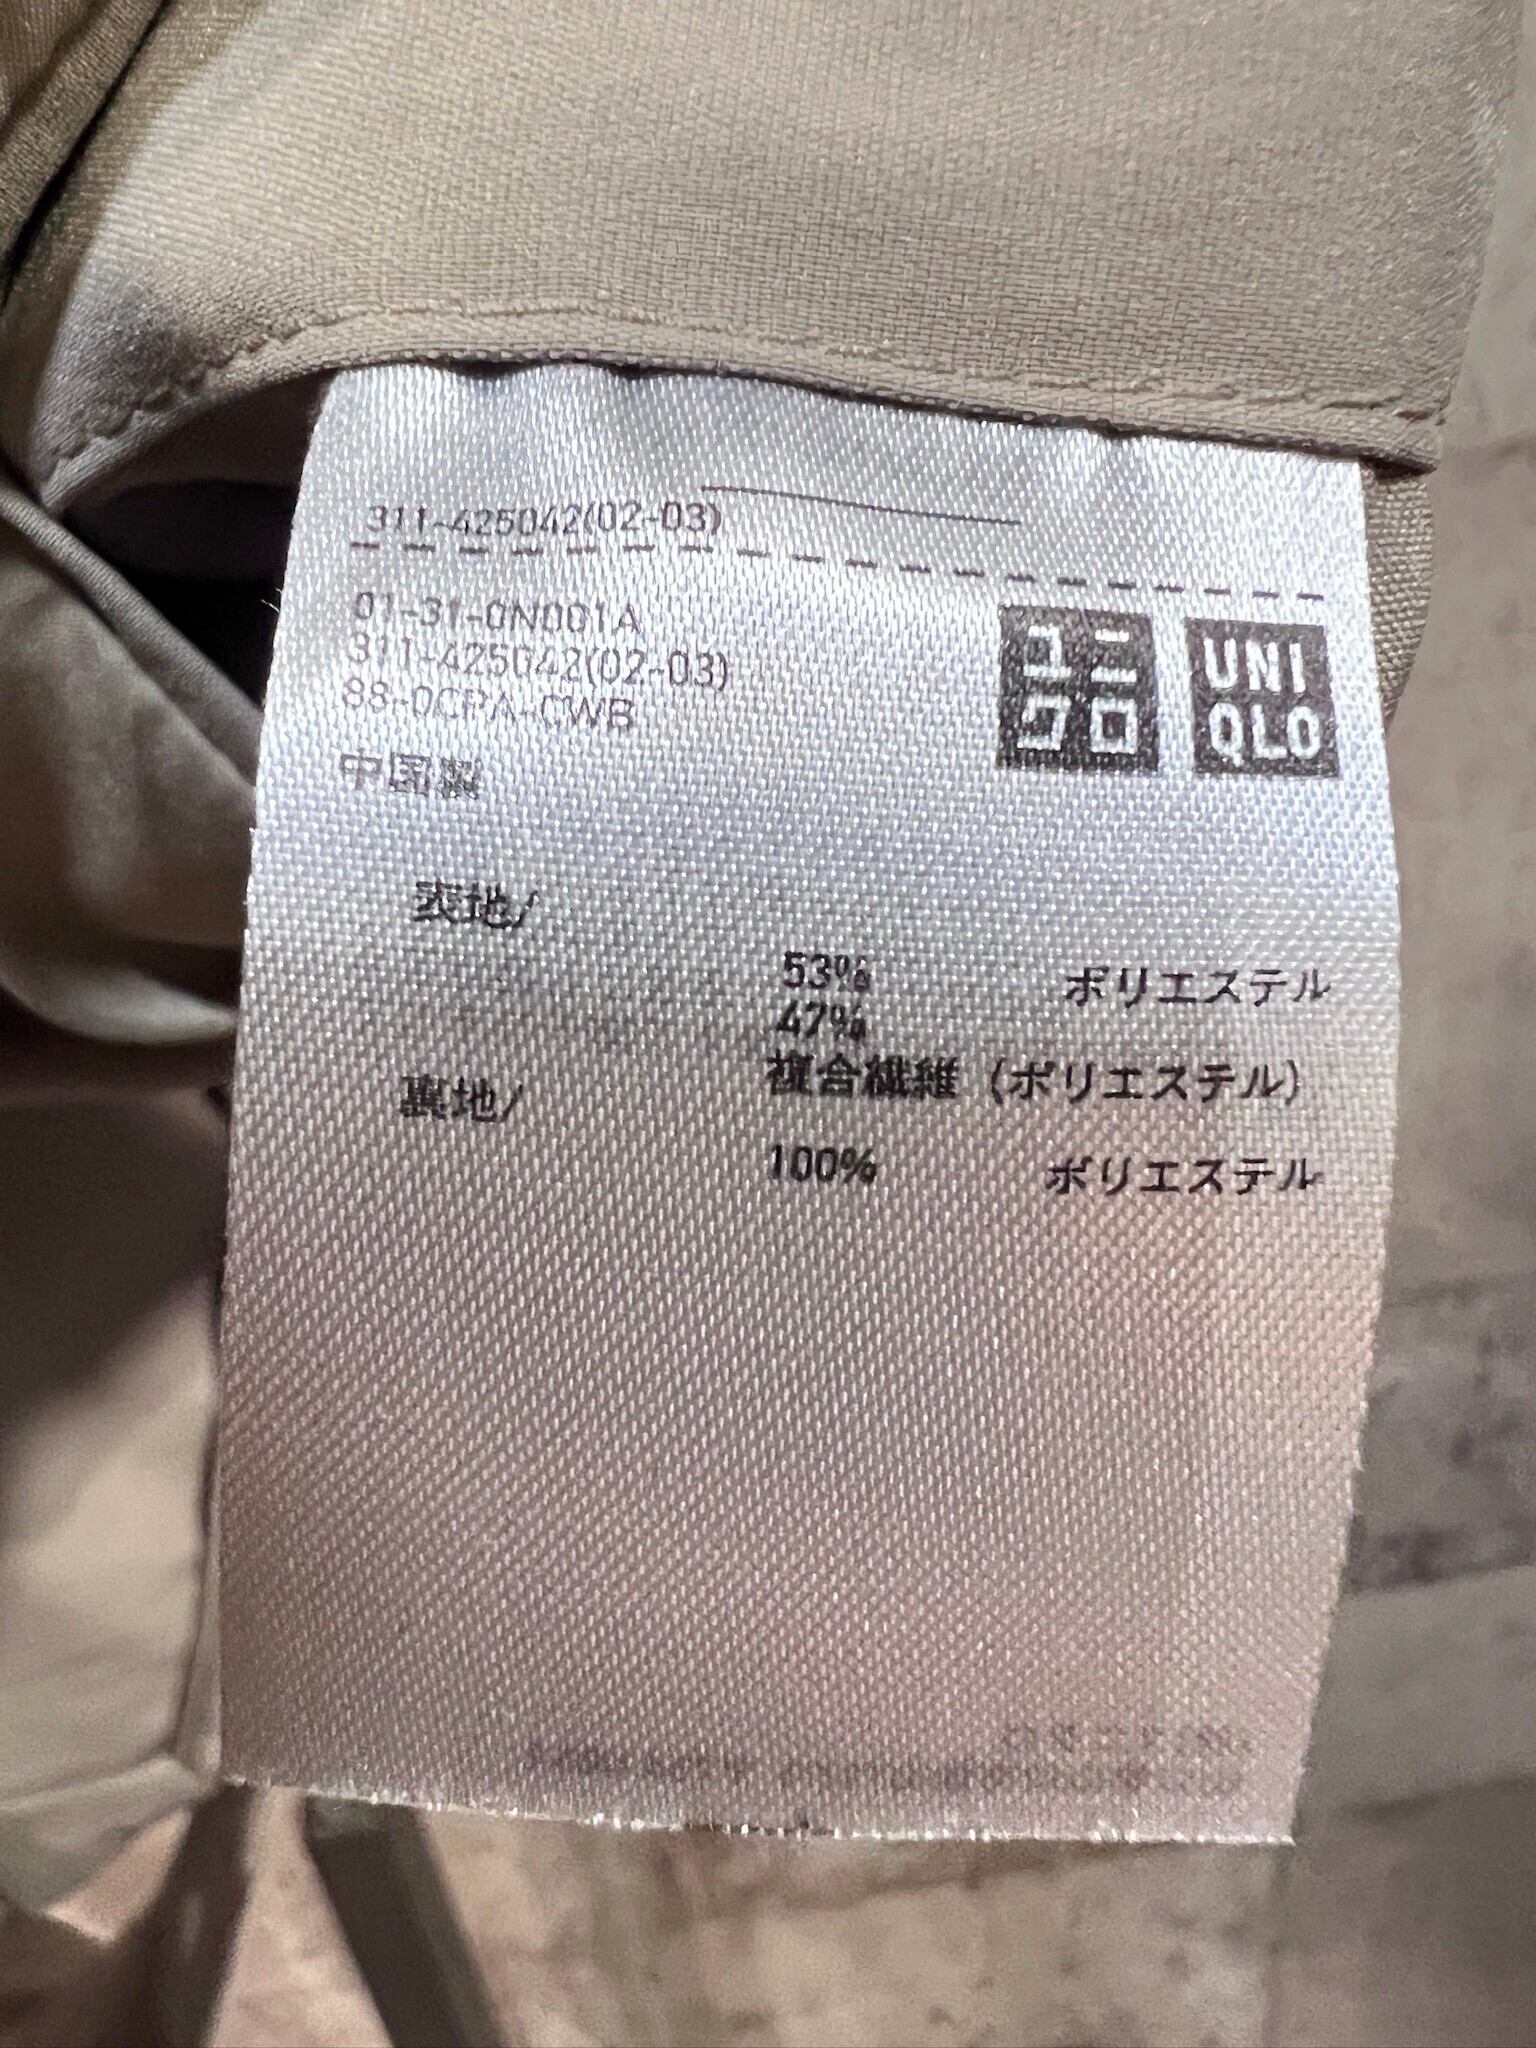 311-425042(02-03)
01-31-0N001A
311-425042(02-03)
88-0CPA-CWB
中国製
ユニ
クロ
UNI
QLO
表地/
53% ポリエステル
47%
複合繊維（ポリエステル）
裏地/
100% ポリエステル